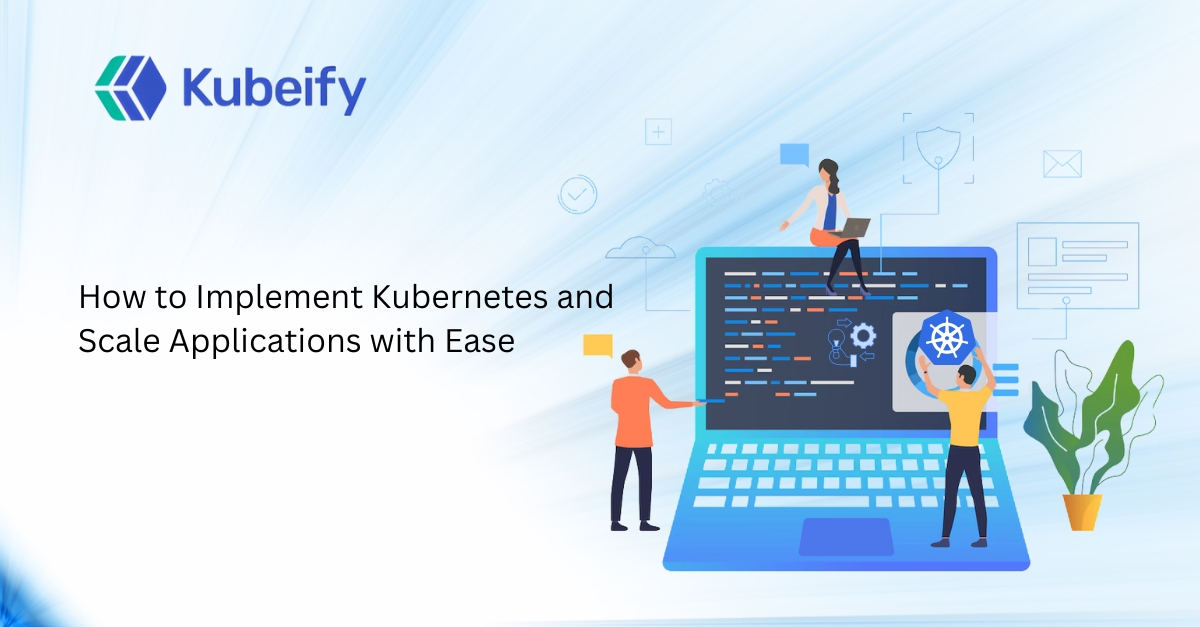 Kubeify
How to Implement Kubernetes and
Scale Applications with Ease